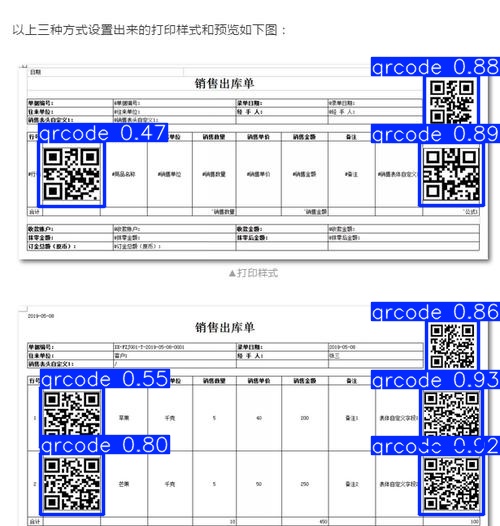 以上三种方式设置出来的打印样式和预览如下图：
qrcode 0.88
日期
销售出库单
单据编号： #单据编号： 录单日期： #录单日期：
往来单位： #往来单位： 经 手 人： #经 手 人：
销售表头自定义1： #销售表头自定义1：
qrcode 0.47 qrcode 0.89
行号 单位 销售数量 销售单价 销售金额 备注
#商品名称 #销售单位 #销售数量 #销售单价 #销售金额 #备注 #销售表体自定义
合计 '销售数量 '销售金额 '公式1
收款账户： #收款账户： 收款金额： #收款金额：
抹零金额： #抹零金额： 抹零后金额： #抹零后金额：
订金总额（原币）： #订金总额（原币）：
▲打印样式
qrcode 0.86
2019-05-08
销售出库单
单据编号： XX-FZJ001-T-2019-05-08-0001 录单日期： 2019-05-08
往来单位： 客户1 经 手 人： 张三
销售表头自定义1： /
qrcode 0.55 qrcode 0.93
行号 单位 销售数量 销售单价 销售金额 备注
1 苹果 千克 5 40 200 备注1 表体自定义字段
qrcode 0.80 qrcode 0.92
2 芒果 千克 5 50 250 备注2 表体自定义字段
合计 10 450 100